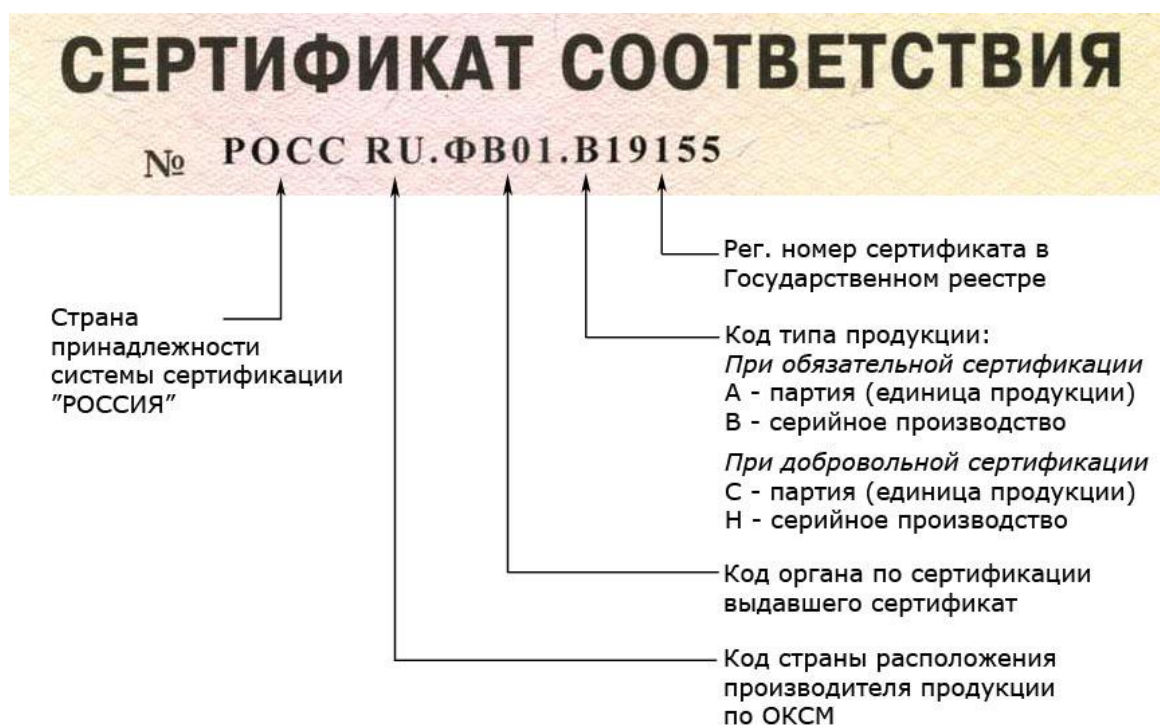 СЕРТИФИКАТ СООТВЕТСТВИЯ
№ РОСС RU.ФВ01.В19155
Рег. номер сертификата в
Государственном реестре
Страна
принадлежности
системы сертификации
"РОССИЯ"
Код типа продукции:
При обязательной сертификации
А - партия (единица продукции)
В - серийное производство
При добровольной сертификации
С - партия (единица продукции)
Н - серийное производство
Код органа по сертификации
выдавшего сертификат
Код страны расположения
производителя продукции
по ОКСМ